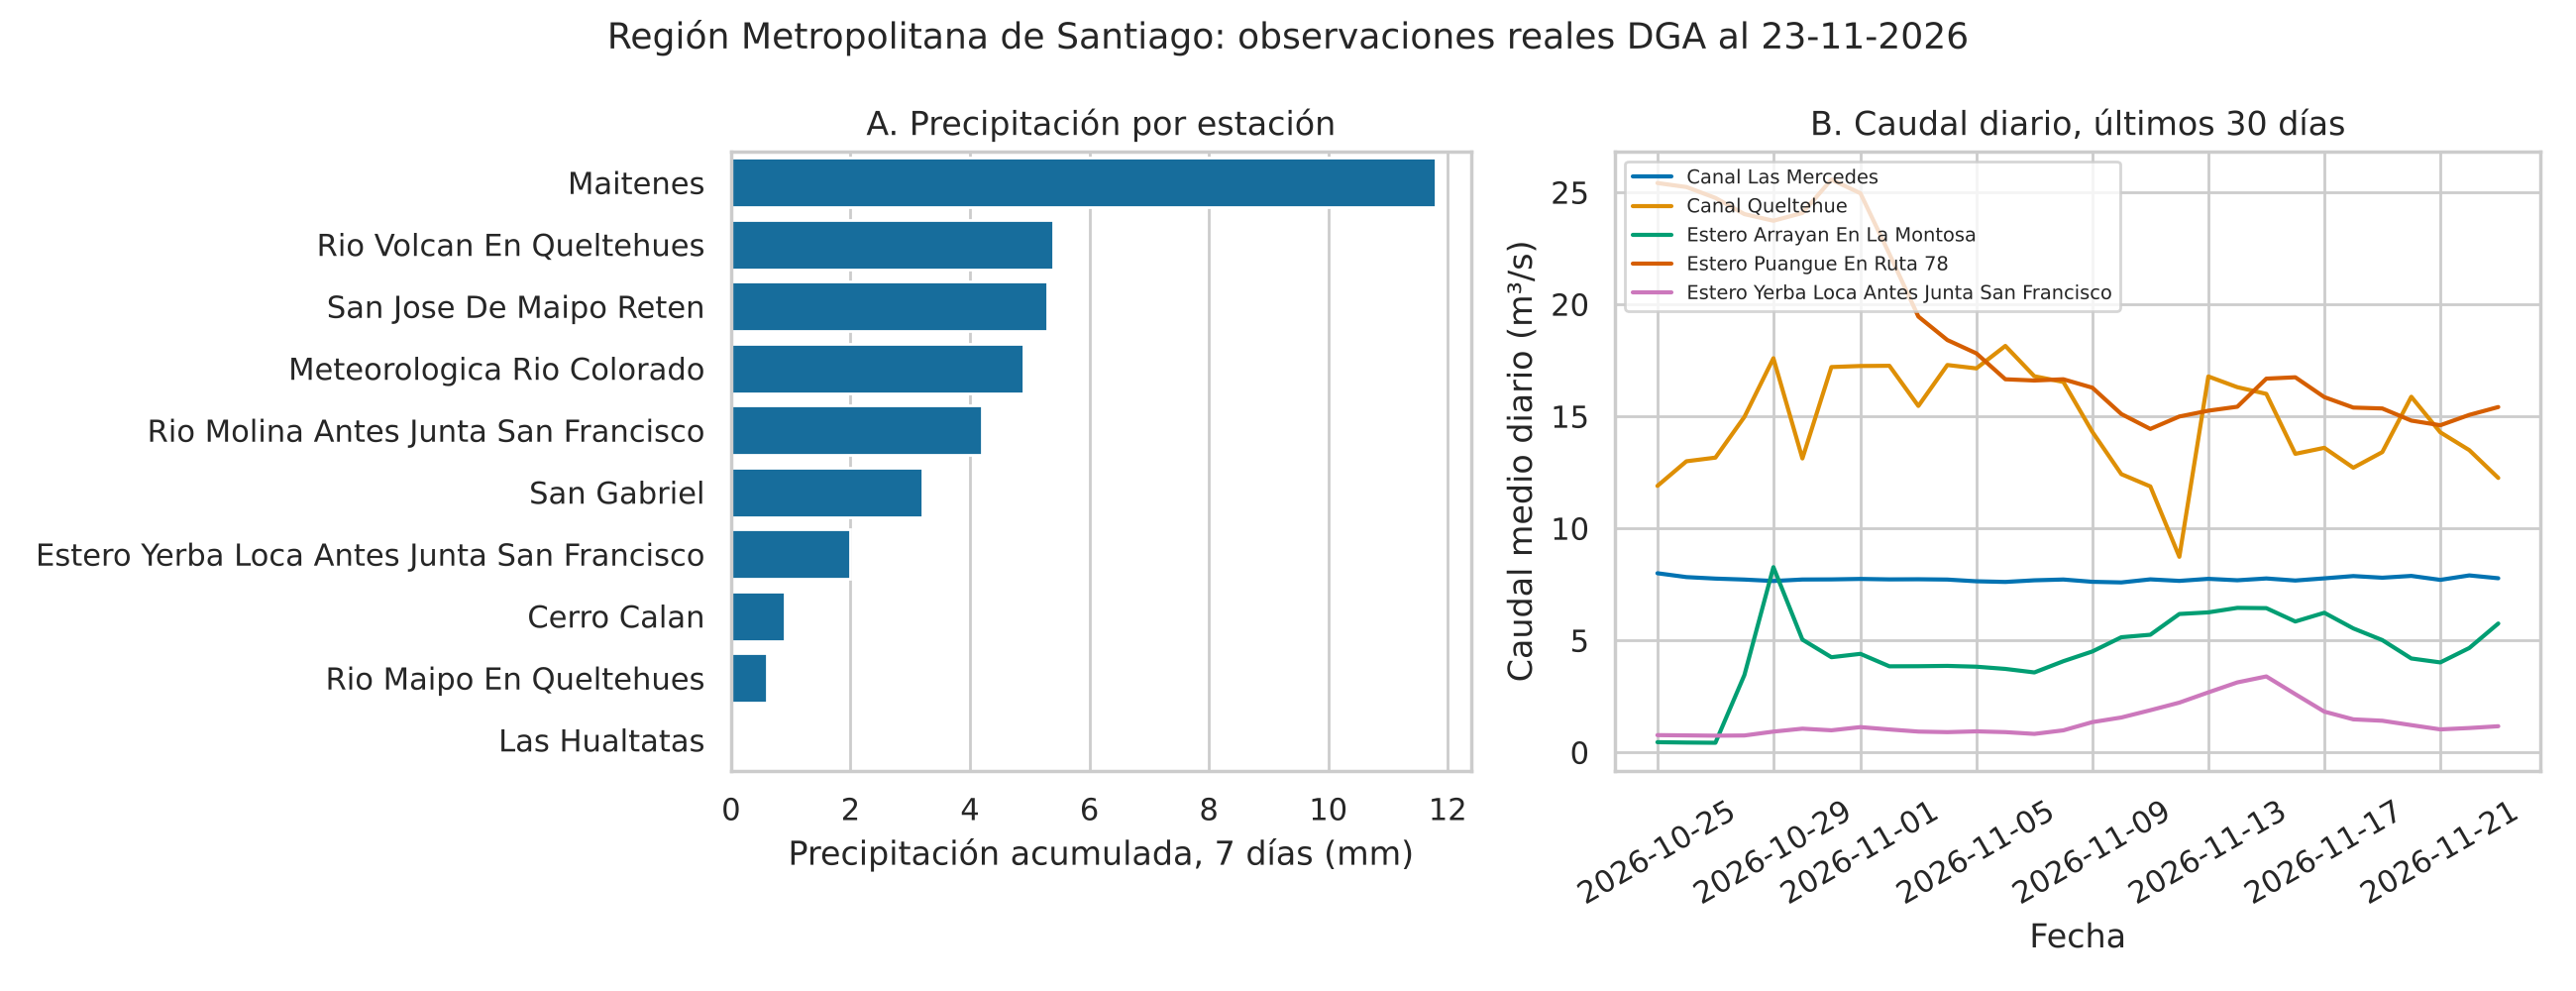 Región Metropolitana de Santiago: observaciones reales DGA al 23-11-2026
A. Precipitación por estación
Maitenes
Rio Volcan En Queltehues
San Jose De Maipo Reten
Meteorologica Rio Colorado
Rio Molina Antes Junta San Francisco
San Gabriel
Estero Yerba Loca Antes Junta San Francisco
Cerro Calan
Rio Maipo En Queltehues
Las Hualtatas
0 2 4 6 8 10 12
Precipitación acumulada, 7 días (mm)
B. Caudal diario, últimos 30 días
Canal Las Mercedes
Canal Queltehue
Estero Arrayan En La Montosa
Estero Puangue En Ruta 78
Estero Yerba Loca Antes Junta San Francisco
Caudal medio diario (m³/s)
25
20
15
10
5
0
2026-10-25 2026-10-29 2026-11-01 2026-11-05 2026-11-09 2026-11-13 2026-11-17 2026-11-21
Fecha